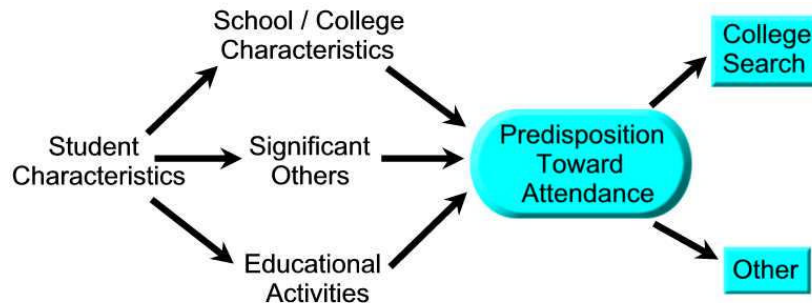 School / College
Characteristics
College
Search
Student
Characteristics
Significant
Others
Predisposition
Toward
Attendance
Educational
Activities
Other